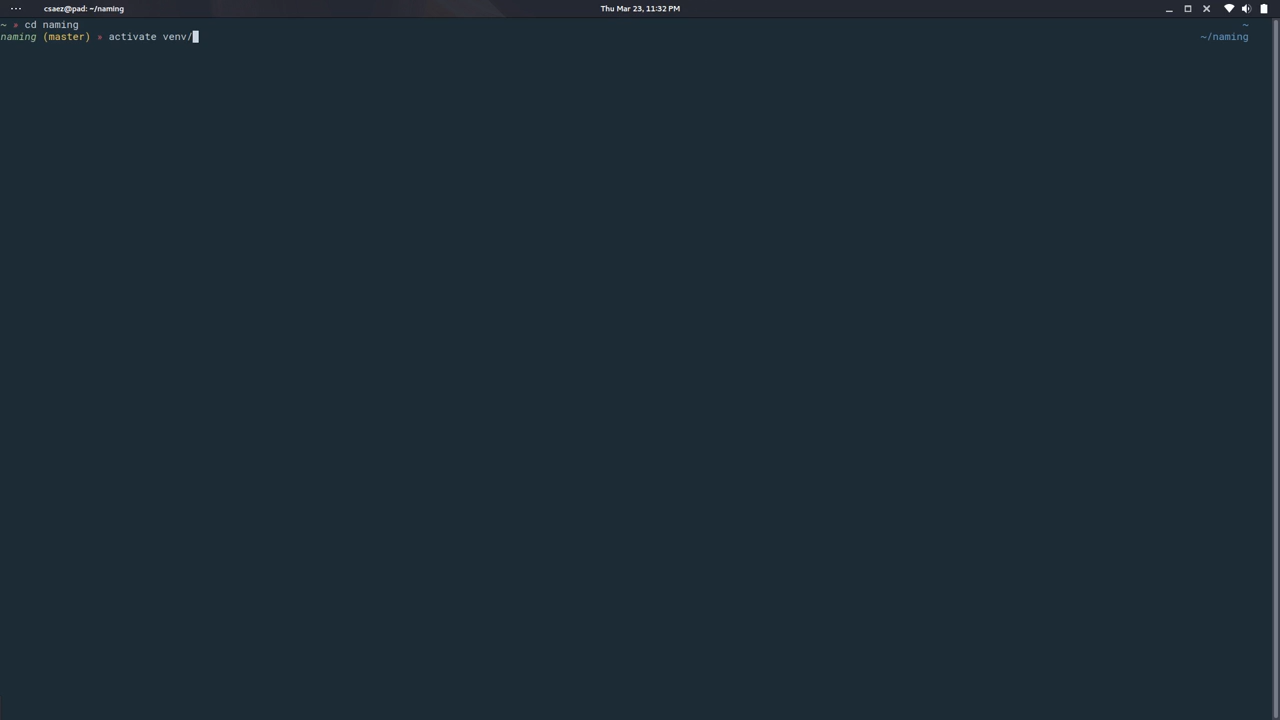 ··· csaez@pad: ~/naming Thu Mar 23, 11:32 PM
~ » cd naming ~
naming (master) » activate venv/ ~/naming